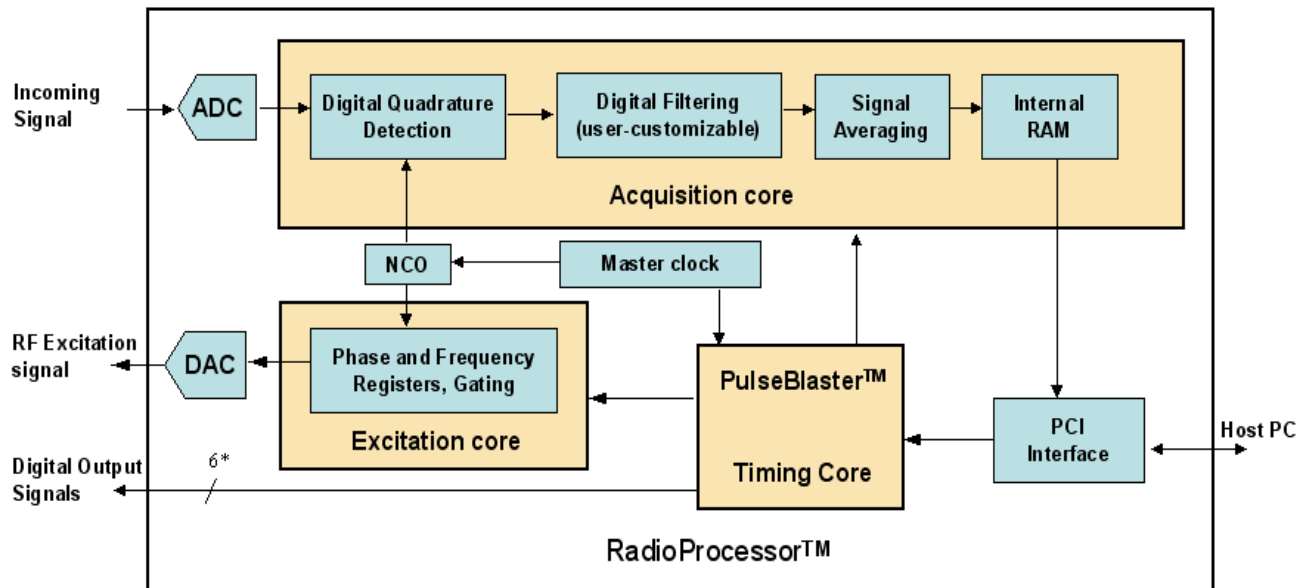 Incoming
Signal
ADC
Digital Quadrature
Detection
Digital Filtering
(user-customizable)
Signal
Averaging
Internal
RAM
Acquisition core
NCO
Master clock
RF Excitation
signal
DAC
Phase and Frequency
Registers, Gating
Excitation core
PulseBlaster™
Timing Core
PCI
Interface
Host PC
Digital Output
Signals
6*
RadioProcessor™